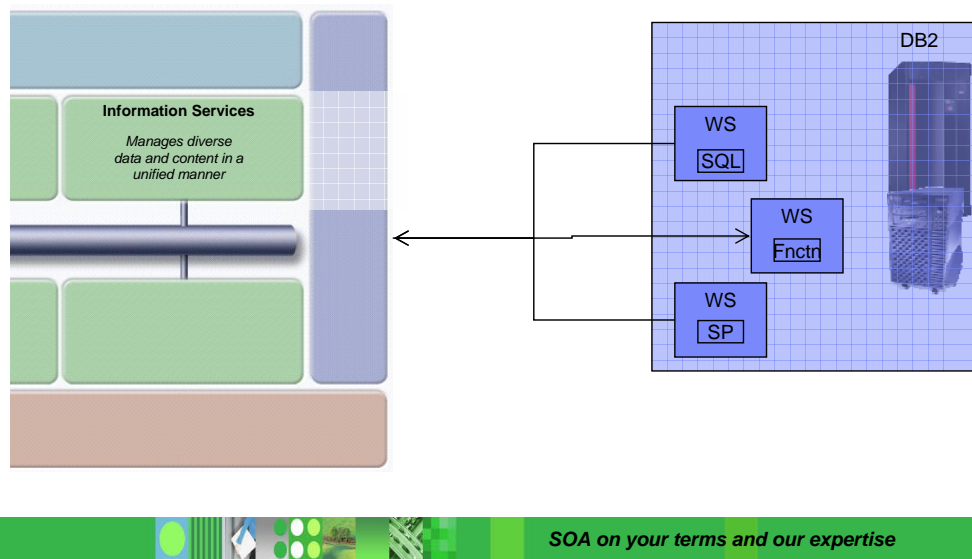 Information Services
Manages diverse
data and content in a
unified manner
DB2
WS
SQL
WS
Fnctn
WS
SP
SOA on your terms and our expertise